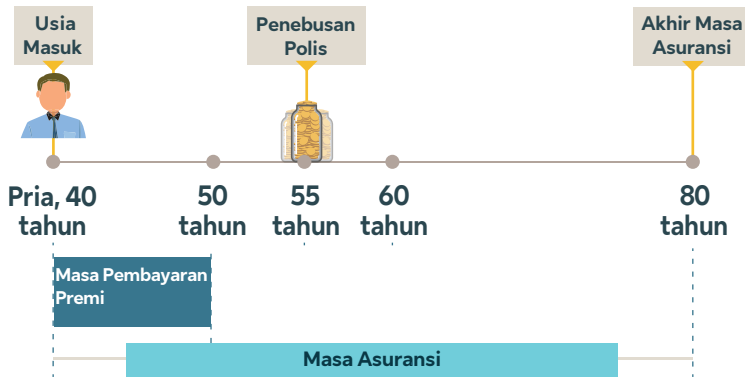 Usia
Masuk
Penebusan
Polis
Akhir Masa
Asuransi
Pria, 40
tahun
50
tahun
55
tahun
60
tahun
80
tahun
Masa Pembayaran
Premi
Masa Asuransi